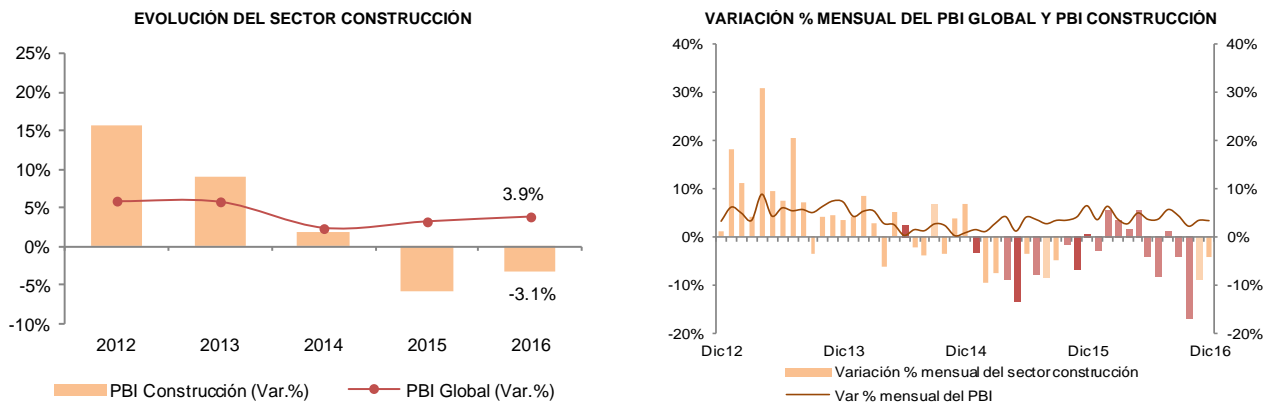 EVOLUCIÓN DEL SECTOR CONSTRUCCIÓN
25%
20%
15%
10%
5%
0%
-5%
-10%
3.9%
-3.1%
2012 2013 2014 2015 2016
PBI Construcción (Var.%) PBI Global (Var.%)
VARIACIÓN % MENSUAL DEL PBI GLOBAL Y PBI CONSTRUCCIÓN
40% 40%
30% 30%
20% 20%
10% 10%
0% 0%
-10% -10%
-20% -20%
Dic12 Dic13 Dic14 Dic15 Dic16
Variación % mensual del sector construcción
Var % mensual del PBI